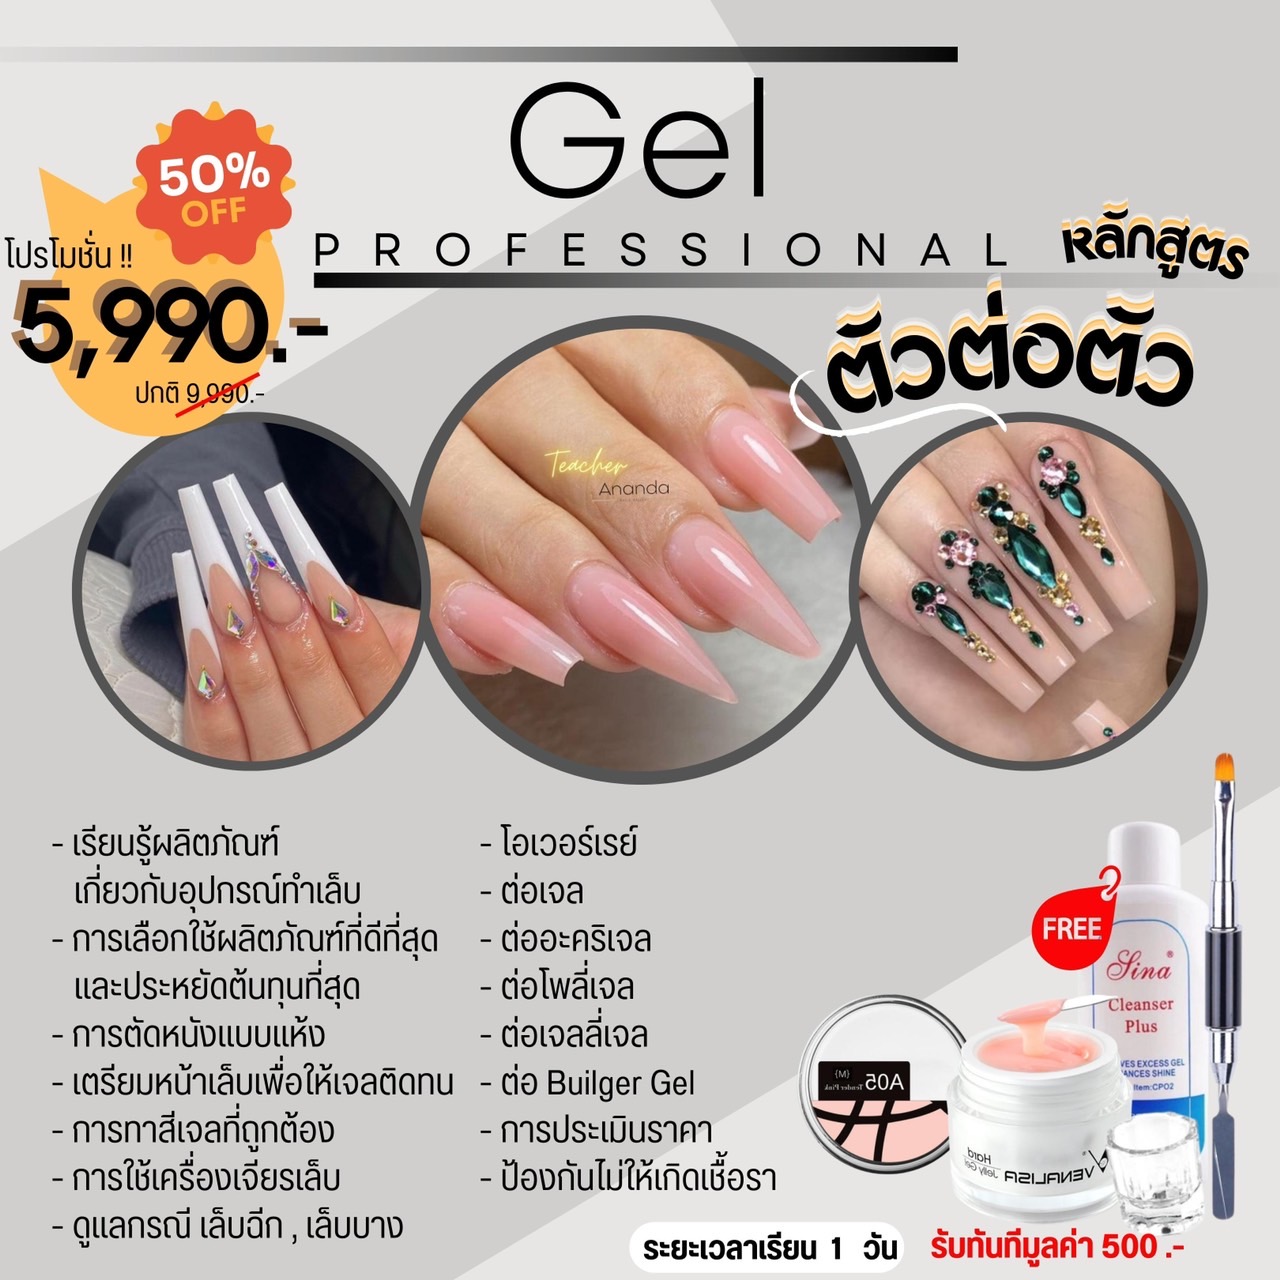 Gel
PROFESSIONAL
หลักสูตร
ตัวต่อตัว
50%
OFF
โปรโมชั่น !!
5,990.-
ปกติ 9,990.-
Teacher
Ananda
- เรียนรู้ผลิตภัณฑ์
เกี่ยวกับอุปกรณ์ทำเล็บ
- การเลือกใช้ผลิตภัณฑ์ที่ดีที่สุด
และประหยัดต้นทุนที่สุด
- การตัดหนังแบบแห้ง
- เตรียมหน้าเล็บเพื่อให้เจลติดทน
- การทาสีเจลที่ถูกต้อง
- การใช้เครื่องเจียรเล็บ
- ดูแลกรณี เล็บฉีก , เล็บบาง
- โอเวอร์เรย์
- ต่อเจล
- ต่ออะคริเจล
- ต่อโพลี่เจล
- ต่อเจลลี่เจล
- ต่อ Builger Gel
- การประเมินราคา
- ป้องกันไม่ให้เกิดเชื้อรา
FREE
Sina®
Cleanser
Plus
VES EXCESS GEL
ANCES SHINE
Item:CP02
(M)
Tender Pink
A05
Hard
Jelly Gel
VENALISA
ระยะเวลาเรียน 1 วัน
รับทันทีมูลค่า 500 .-